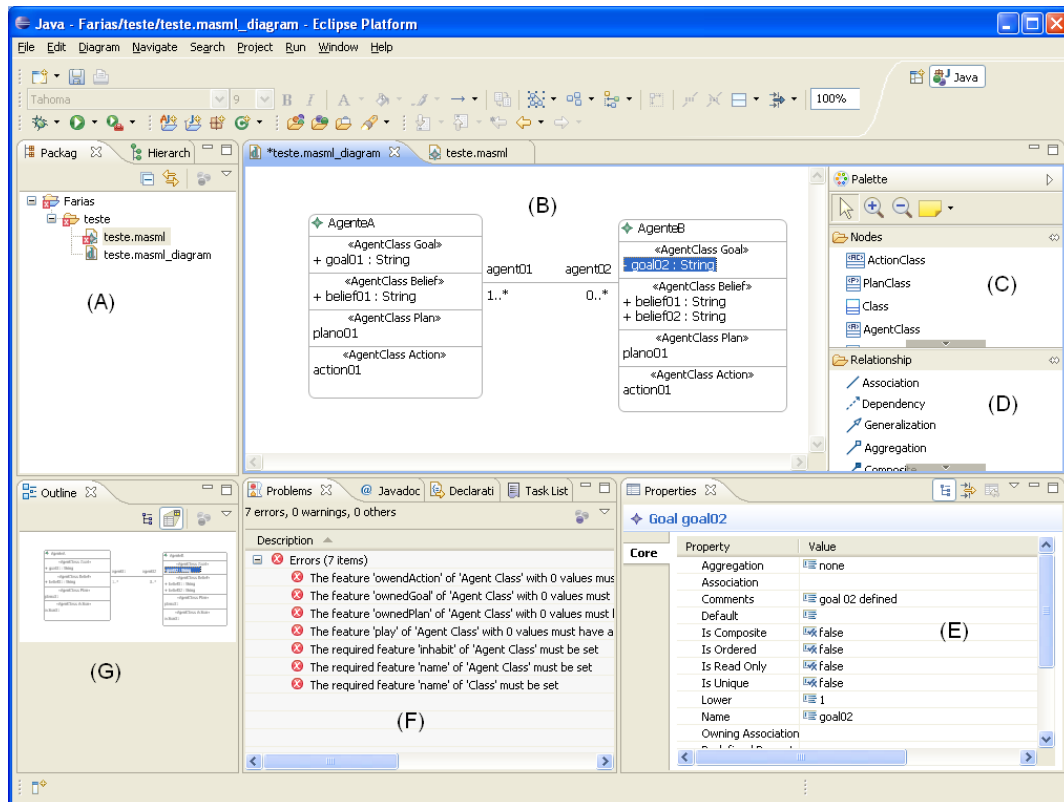 Java - Farias/teste/teste.masml_diagram - Eclipse Platform
File Edit Diagram Navigate Search Project Run Window Help
Java
Tahoma 9 B I A 100%
Packag Hierarch
Farias
teste
teste.masml
teste.masml_diagram
(A)
*teste.masml_diagram teste.masml
(B)
AgenteA
«AgentClass Goal»
+ goal01 : String
«AgentClass Belief»
+ belief01 : String
«AgentClass Plan»
plano01
«AgentClass Action»
action01
agent01 agent02
1..* 0..*
AgenteB
«AgentClass Goal»
- goal02 : String
«AgentClass Belief»
+ belief01 : String
+ belief02 : String
«AgentClass Plan»
plano01
«AgentClass Action»
action01
Palette
Nodes
ActionClass
PlanClass
Class
AgentClass
(C)
Relationship
Association
Dependency
Generalization
Aggregation
Composite
(D)
Outline
(G)
Problems @ Javadoc Declarati Task List
7 errors, 0 warnings, 0 others
Description
Errors (7 items)
The feature 'owendAction' of 'Agent Class' with 0 values mus
The feature 'ownedGoal' of 'Agent Class' with 0 values must
The feature 'ownedPlan' of 'Agent Class' with 0 values must
The feature 'play' of 'Agent Class' with 0 values must have a
The required feature 'inhabit' of 'Agent Class' must be set
The required feature 'name' of 'Agent Class' must be set
The required feature 'name' of 'Class' must be set
(F)
Properties
Goal goal02
Core
Property Value
Aggregation none
Association
Comments goal 02 defined
Default
Is Composite false
Is Ordered false
Is Read Only false
Is Unique false
Lower 1
Name goal02
Owning Association
(E)